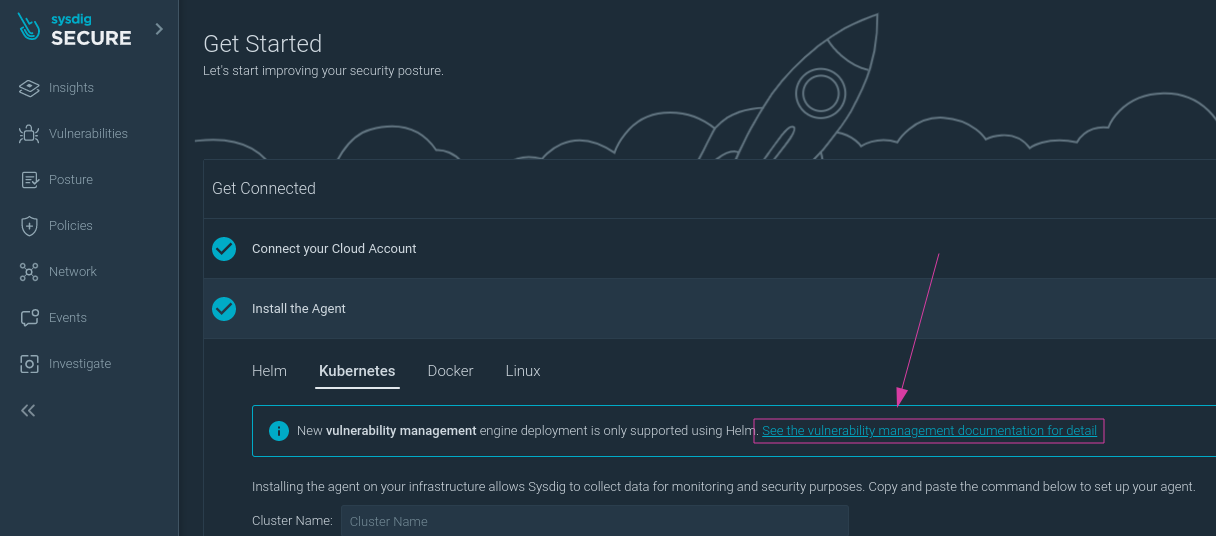 sysdig
SECURE
Insights
Vulnerabilities
Posture
Policies
Network
Events
Investigate
Get Started
Let's start improving your security posture.
Get Connected
Connect your Cloud Account
Install the Agent
Helm Kubernetes Docker Linux
New vulnerability management engine deployment is only supported using Helm. See the vulnerability management documentation for detail
Installing the agent on your infrastructure allows Sysdig to collect data for monitoring and security purposes. Copy and paste the command below to set up your agent.
Cluster Name: Cluster Name